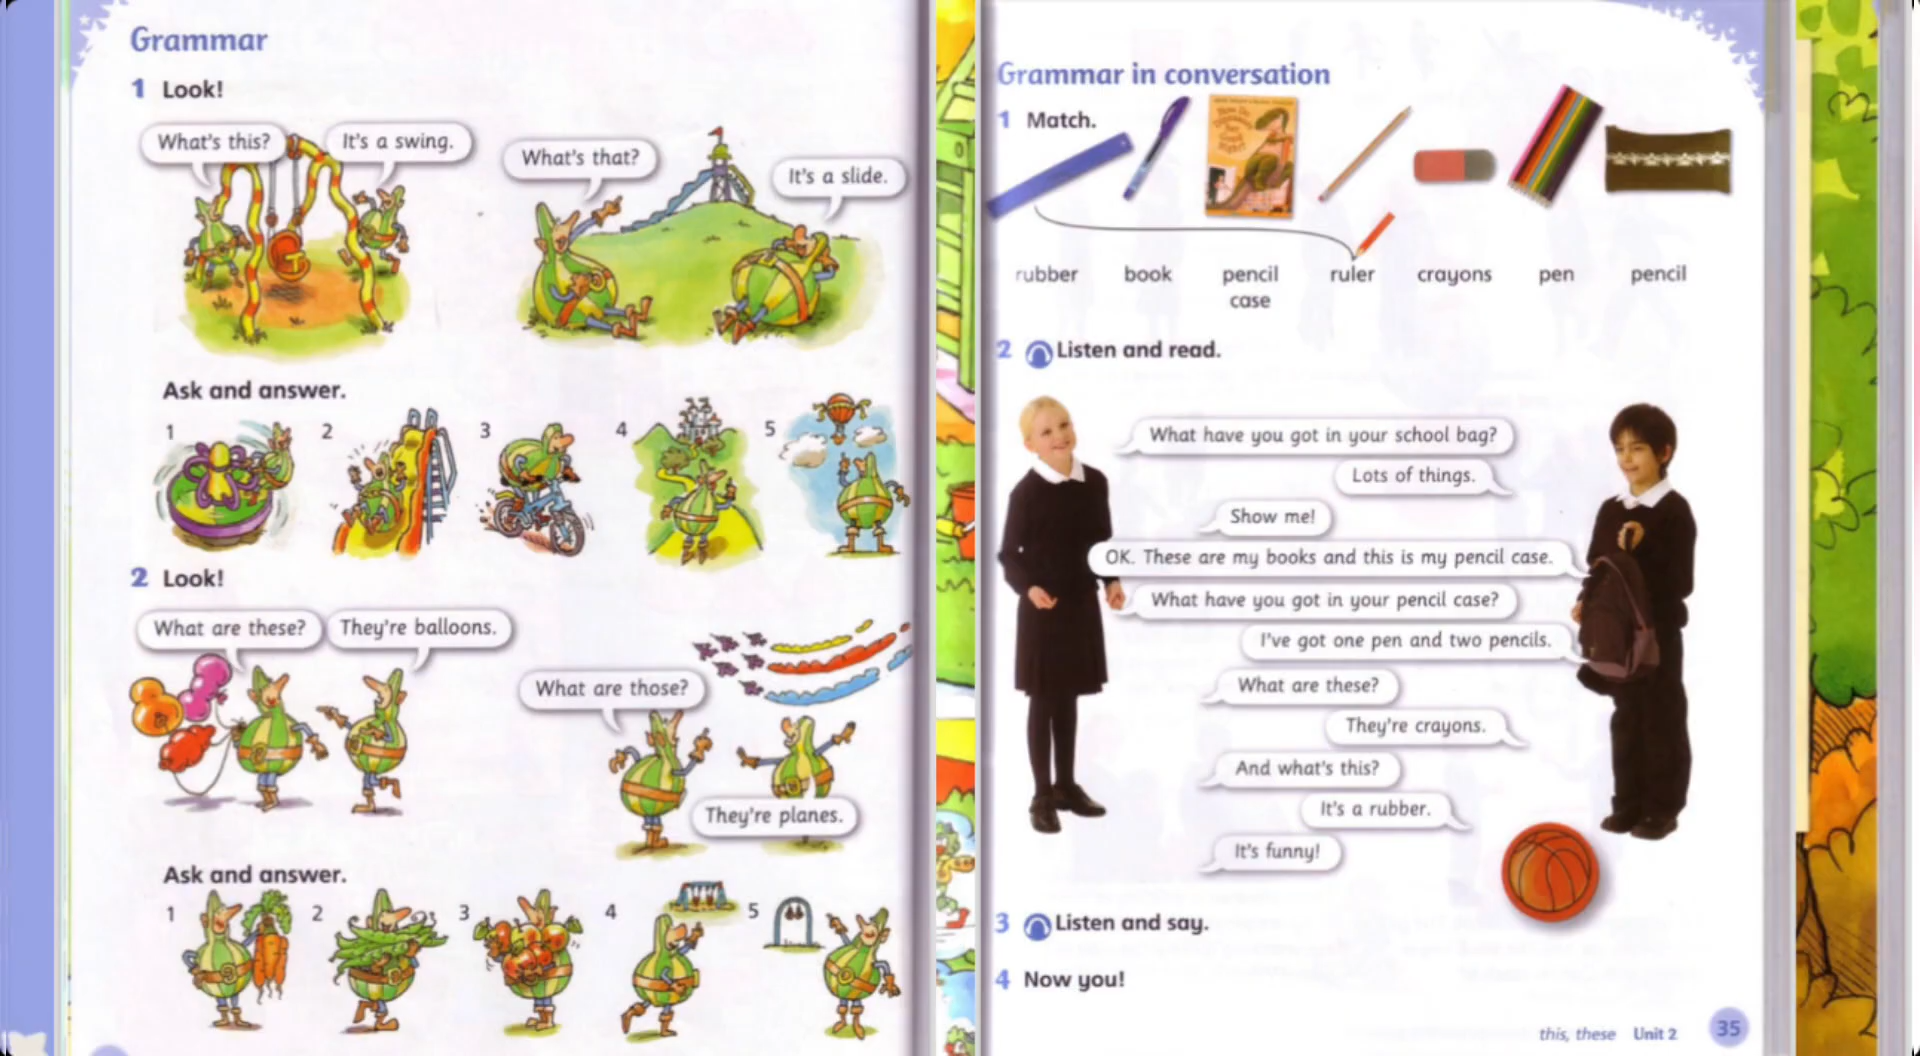 Grammar
1 Look!
What's this?
It's a swing.
What's that?
It's a slide.
Ask and answer.
1
2
3
4
5
2 Look!
What are these?
They're balloons.
What are those?
They're planes.
Ask and answer.
1
2
3
4
5
Grammar in conversation
1 Match.
rubber book pencil case ruler crayons pen pencil
2 Listen and read.
What have you got in your school bag?
Lots of things.
Show me!
OK. These are my books and this is my pencil case.
What have you got in your pencil case?
I've got one pen and two pencils.
What are these?
They're crayons.
And what's this?
It's a rubber.
It's funny!
3 Listen and say.
4 Now you!
this, these Unit 2 35